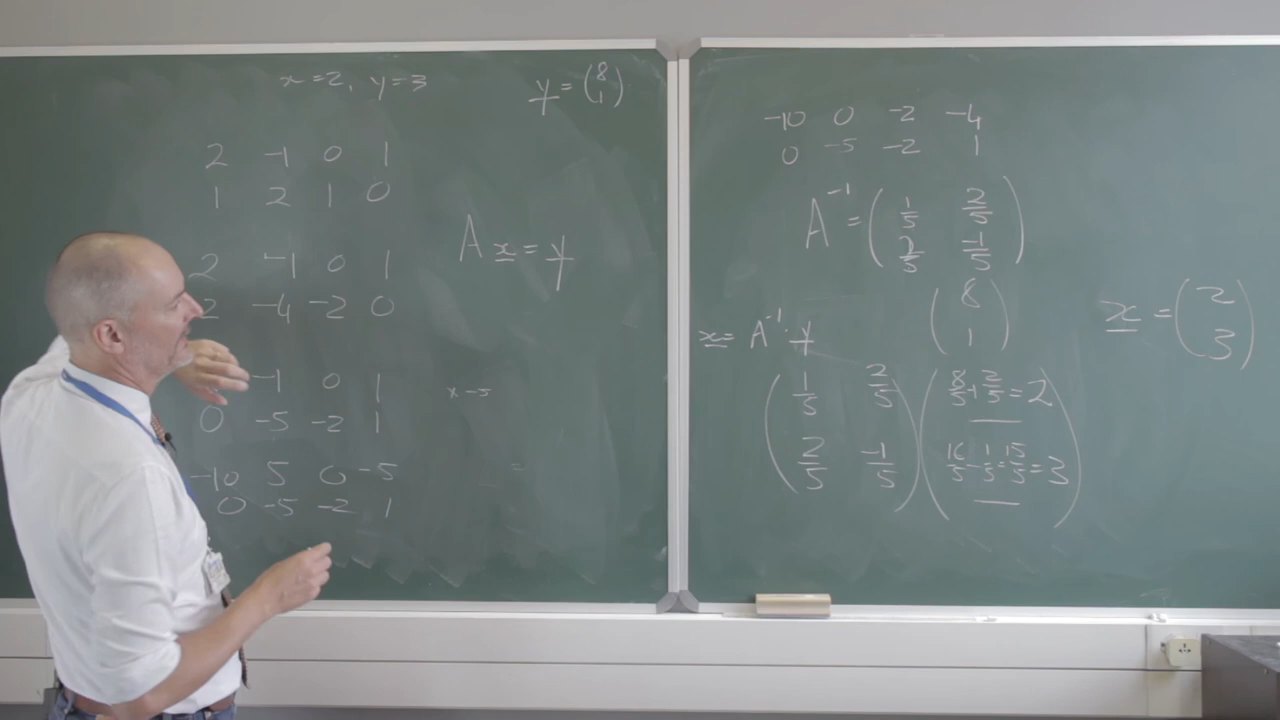 x=2, y=3
y=(8
1)
2 -1 0 1
1 2 1 0
A x = y
2 -1 0 1
2 -4 -2 0
-1 0 1
0 -5 -2 1
x -5
-10 5 0 -5
0 -5 -2 1
-10 0 -2 -4
0 -5 -2 1
A⁻¹ = (1/5 2/5
2/5 -1/5)
(8
1)
x = A⁻¹ · y
(1/5 2/5) (8/5+2/5=2
2/5 -1/5) 16/5-1/5=15/5=3)
x = (2
3)